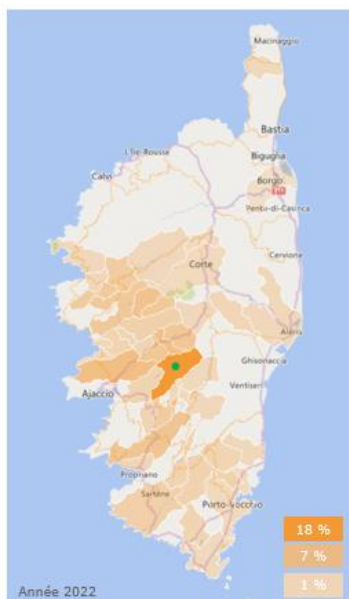 Macinaggio
Bastia
L'Île-Rousse
Biguglia
Calvi
Borgo
Penta-di-Casinca
Corte
Cervione
Aléria
Ghisonaccia
Ajaccio
Ventiseri
Propriano
Sartène
Porto-Vecchio
18 %
7 %
1 %
Année 2022